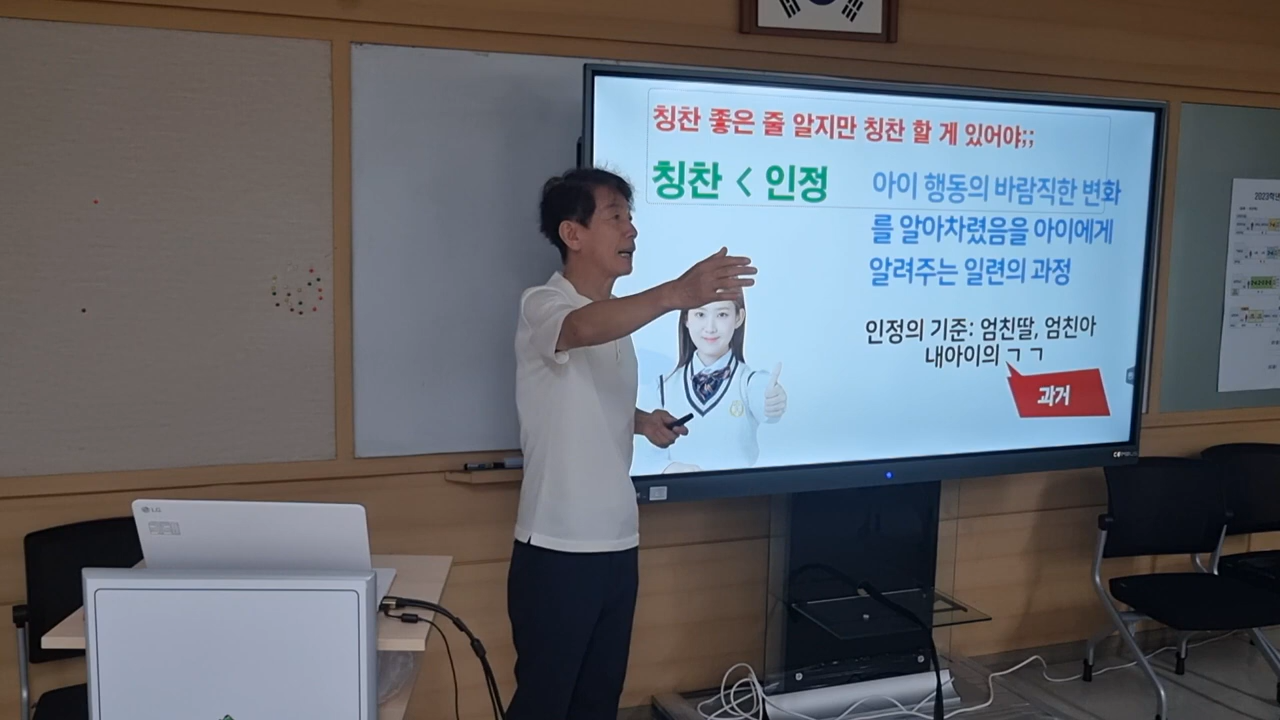 칭찬 좋은 줄 알지만 칭찬 할 게 있어야;;
칭찬 < 인정
아이 행동의 바람직한 변화
를 알아차렸음을 아이에게
알려주는 일련의 과정
인정의 기준: 엄친딸, 엄친아
내아이의 ㄱ ㄱ
과거
LG